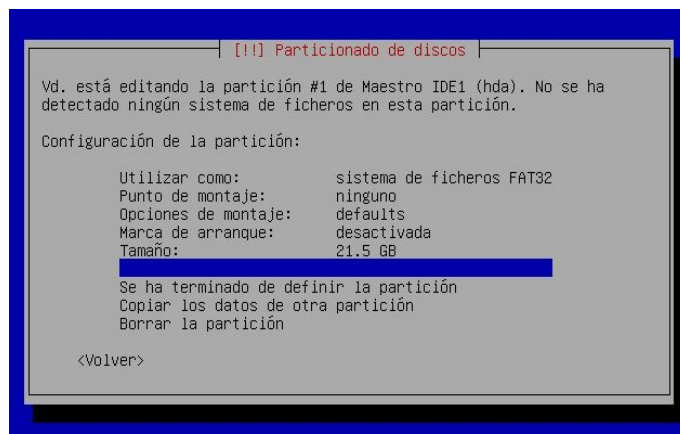 [!!] Particionado de discos
Vd. está editando la partición #1 de Maestro IDE1 (hda). No se ha
detectado ningún sistema de ficheros en esta partición.
Configuración de la partición:
Utilizar como: sistema de ficheros FAT32
Punto de montaje: ninguno
Opciones de montaje: defaults
Marca de arranque: desactivada
Tamaño: 21.5 GB
Se ha terminado de definir la partición
Copiar los datos de otra partición
Borrar la partición
<Volver>